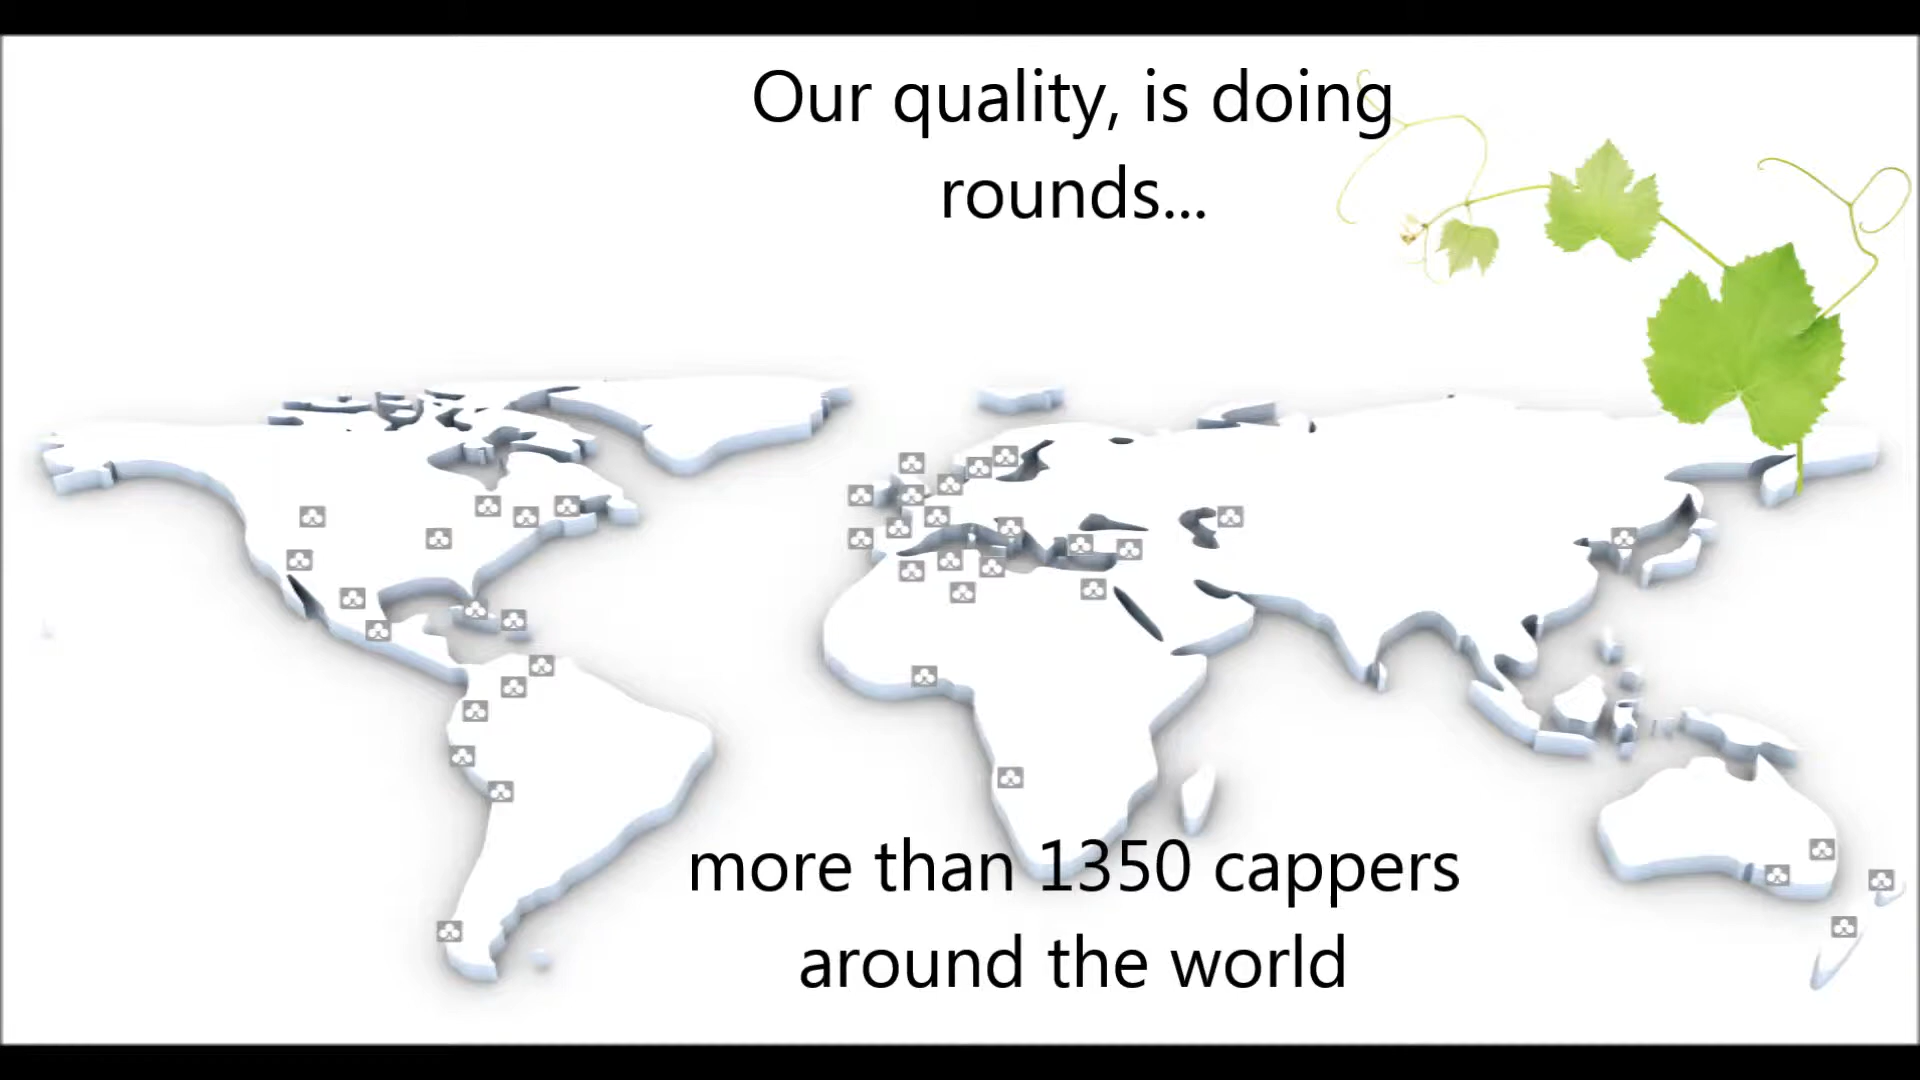 Our quality, is doing
rounds...
more than 1350 cappers
around the world